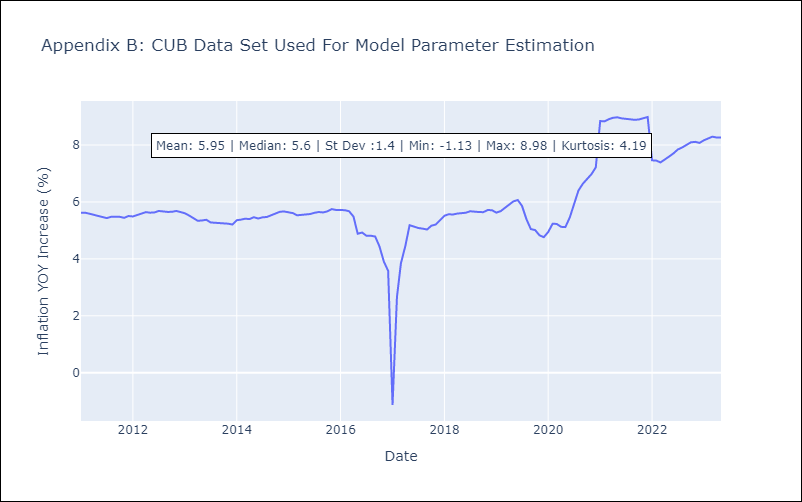 Appendix B: CUB Data Set Used For Model Parameter Estimation
Mean: 5.95 | Median: 5.6 | St Dev :1.4 | Min: -1.13 | Max: 8.98 | Kurtosis: 4.19
Inflation YOY Increase (%)
8
6
4
2
0
2012 2014 2016 2018 2020 2022
Date